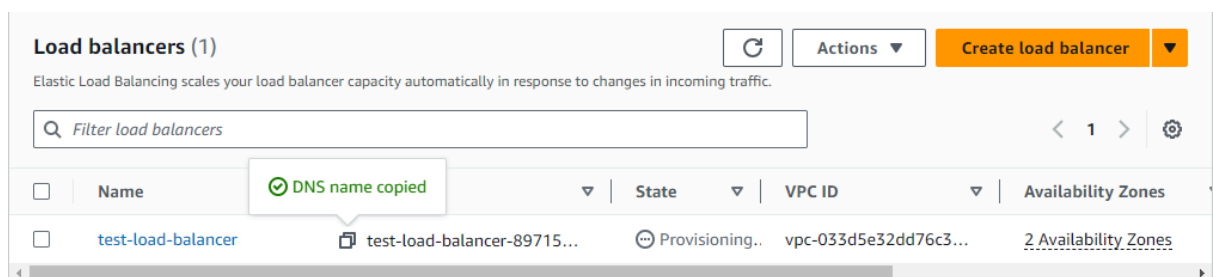 Load balancers (1)
Actions
Create load balancer
Elastic Load Balancing scales your load balancer capacity automatically in response to changes in incoming traffic.
Filter load balancers
1
DNS name copied
Name
State
VPC ID
Availability Zones
test-load-balancer
test-load-balancer-89715...
Provisioning..
vpc-033d5e32dd76c3...
2 Availability Zones